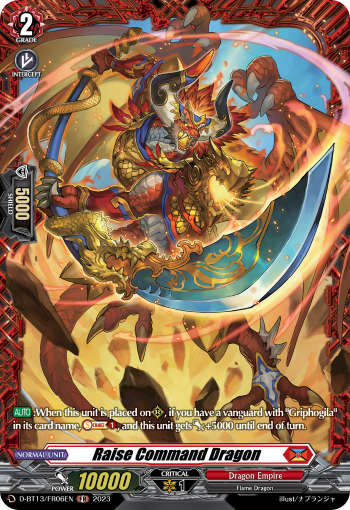 2
GRADE
INTERCEPT
5000
SHIELD
AUTO :When this unit is placed on R, if you have a vanguard with "Griphogila"
in its card name, 1, and this unit gets +5000 until end of turn.
NORMAL UNIT
Raise Command Dragon
POWER 10000
CRITICAL
1
Dragon Empire
Flame Dragon
D-BT13/FR06EN FR 2023
illust/ナブランジャ